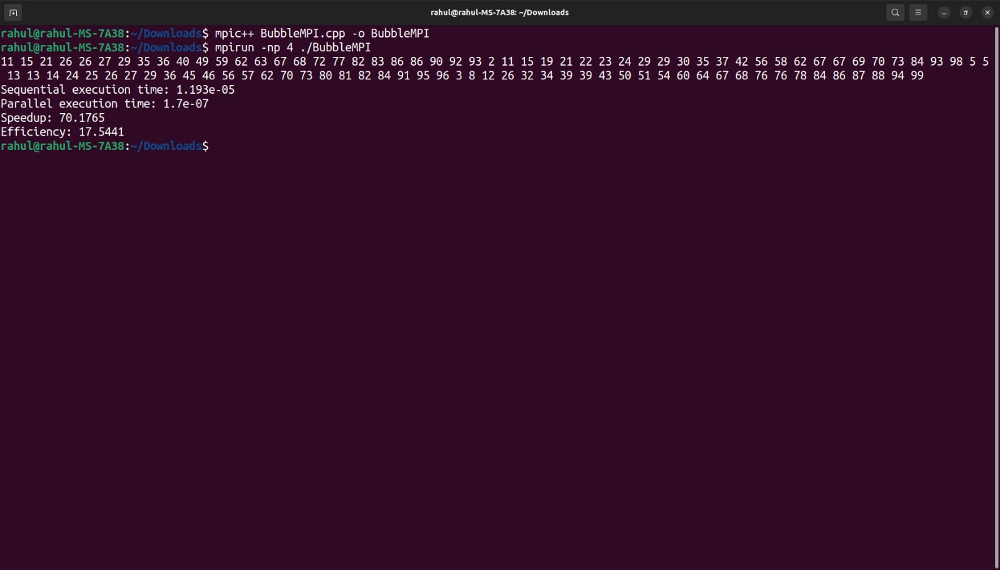 rahul@rahul-MS-7A38: ~/Downloads
rahul@rahul-MS-7A38:~/Downloads$ mpic++ BubbleMPI.cpp -o BubbleMPI
rahul@rahul-MS-7A38:~/Downloads$ mpirun -np 4 ./BubbleMPI
11 15 21 26 26 27 29 35 36 40 49 59 62 63 67 68 72 77 82 83 86 86 90 92 93 2 11 15 19 21 22 23 24 29 29 30 35 37 42 56 58 62 67 67 69 70 73 84 93 98 5 5
13 13 14 24 25 26 27 29 36 45 46 56 57 62 70 73 80 81 82 84 91 95 96 3 8 12 26 32 34 39 39 43 50 51 54 60 64 67 68 76 76 78 84 86 87 88 94 99
Sequential execution time: 1.193e-05
Parallel execution time: 1.7e-07
Speedup: 70.1765
Efficiency: 17.5441
rahul@rahul-MS-7A38:~/Downloads$